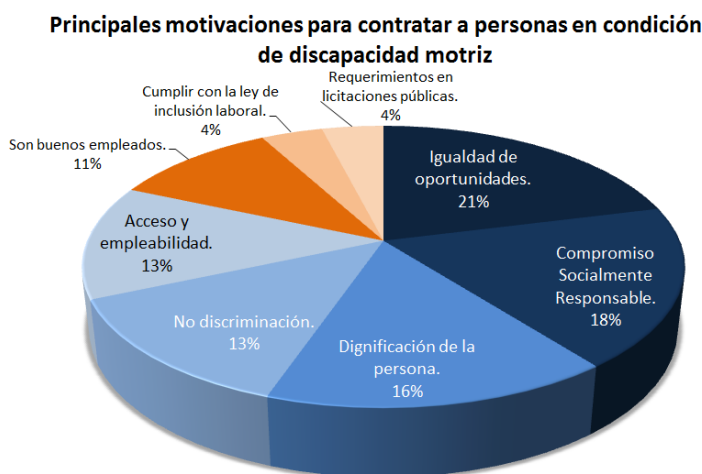 Principales motivaciones para contratar a personas en condición
de discapacidad motriz
Igualdad de
oportunidades.
21%
Compromiso
Socialmente
Responsable.
18%
Dignificación de la
persona.
16%
No discriminación.
13%
Acceso y
empleabilidad.
13%
Son buenos empleados.
11%
Cumplir con la ley de
inclusión laboral.
4%
Requerimientos en
licitaciones públicas.
4%